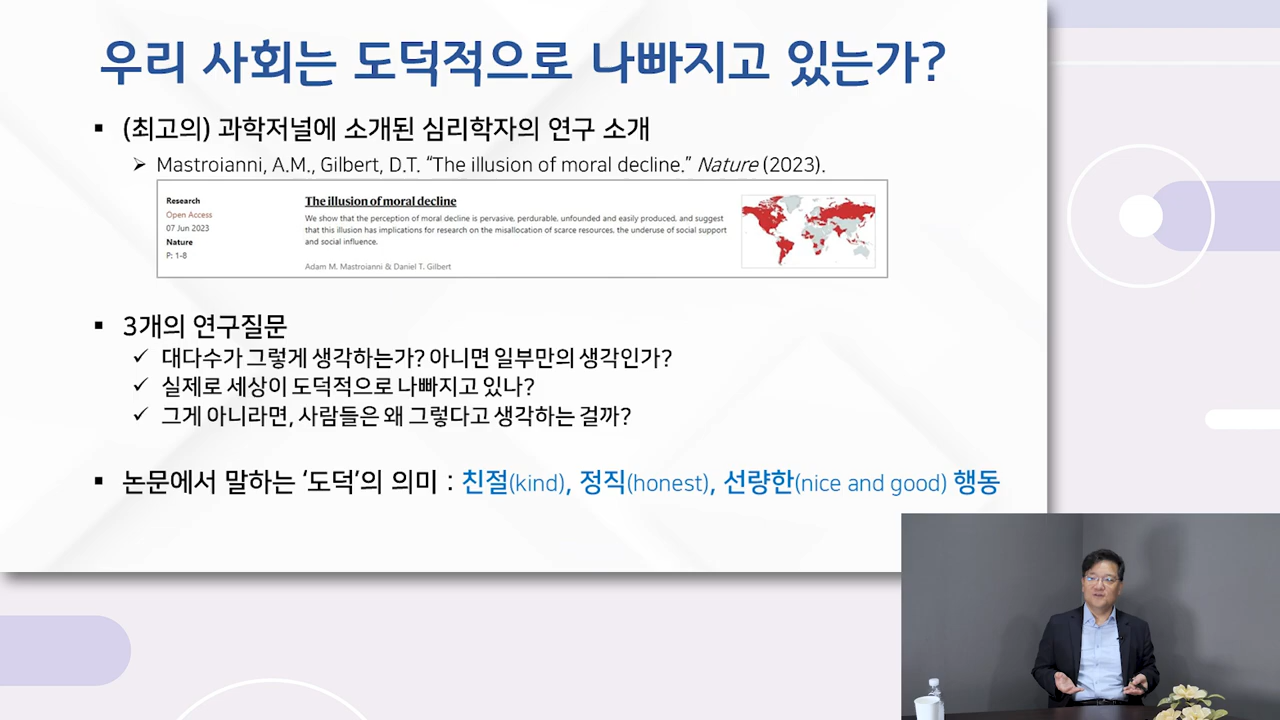 우리 사회는 도덕적으로 나빠지고 있는가?
(최고의) 과학저널에 소개된 심리학자의 연구 소개
Mastroianni, A.M., Gilbert, D.T. “The illusion of moral decline.” Nature (2023).
Research
Open Access
07 Jun 2023
Nature
P: 1-8
The illusion of moral decline
We show that the perception of moral decline is pervasive, perdurable, unfounded and easily produced, and suggest
that this illusion has implications for research on the misallocation of scarce resources, the underuse of social support
and social influence.
Adam M. Mastroianni & Daniel T. Gilbert
3개의 연구질문
대다수가 그렇게 생각하는가? 아니면 일부만의 생각인가?
실제로 세상이 도덕적으로 나빠지고 있나?
그게 아니라면, 사람들은 왜 그렇다고 생각하는 걸까?
논문에서 말하는 ‘도덕’의 의미 : 친절(kind), 정직(honest), 선량한(nice and good) 행동